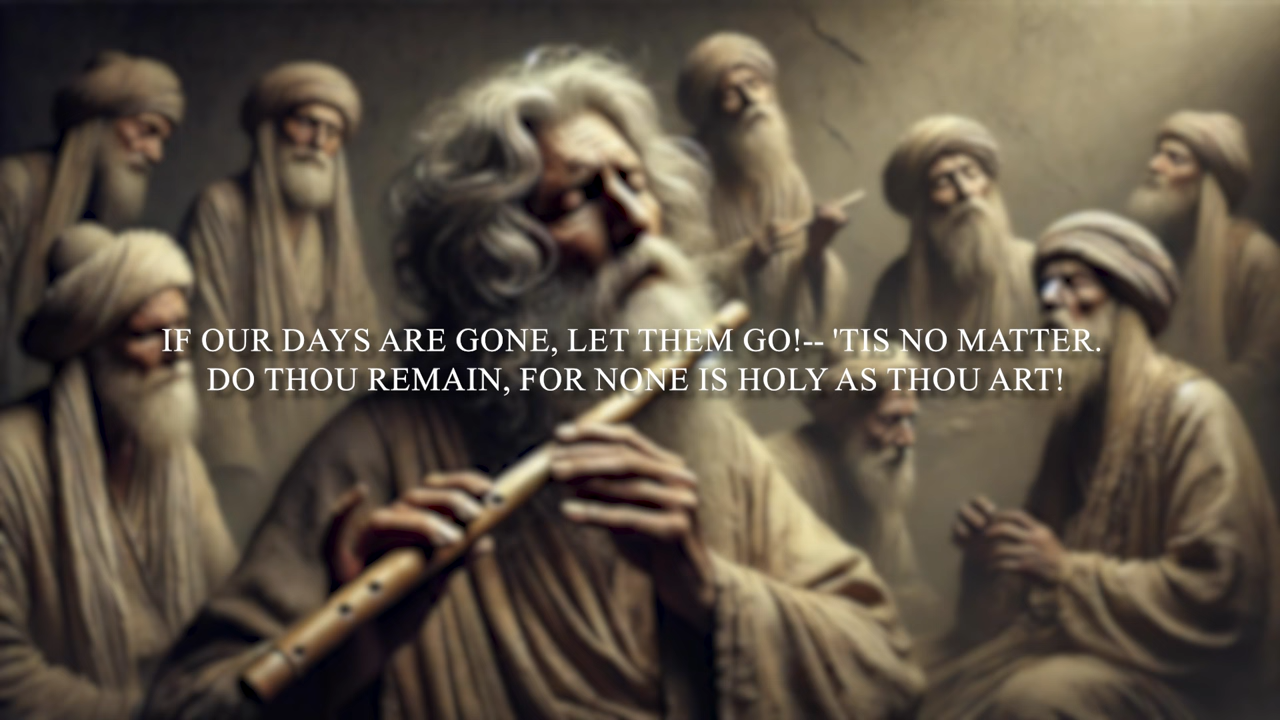 IF OUR DAYS ARE GONE, LET THEM GO!-- 'TIS NO MATTER.
DO THOU REMAIN, FOR NONE IS HOLY AS THOU ART!